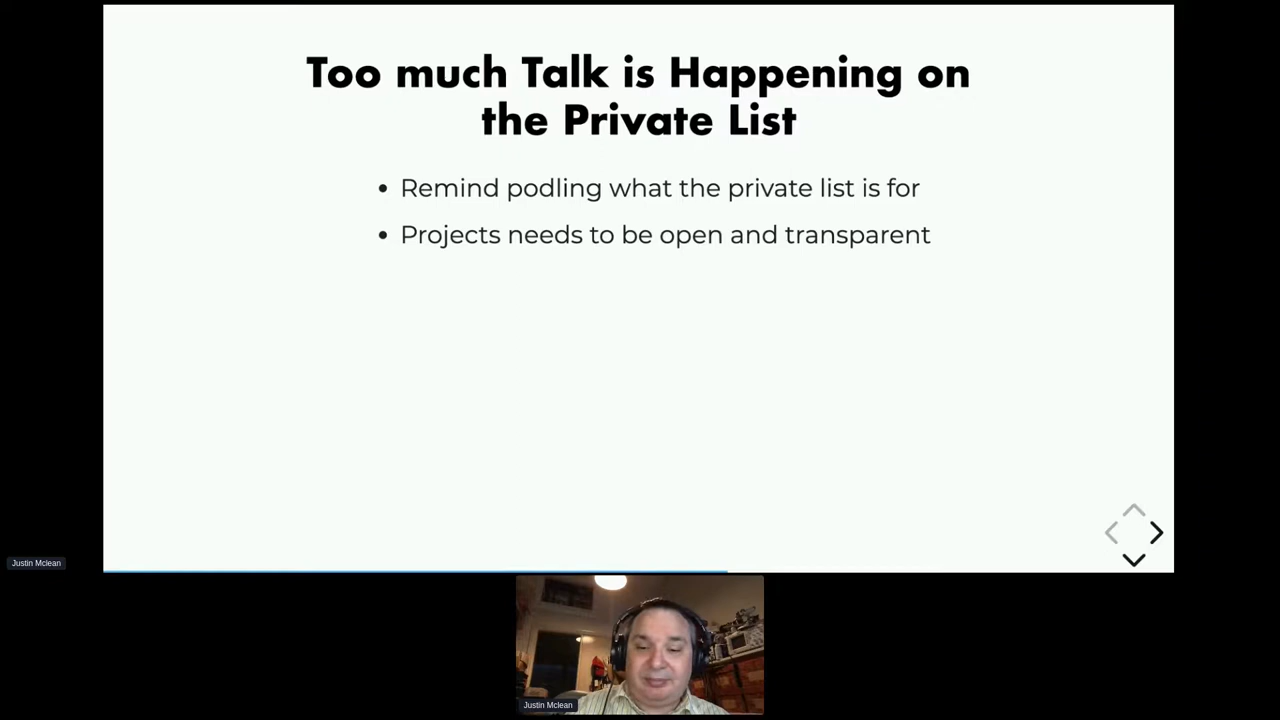 Too much Talk is Happening on
the Private List
• Remind podling what the private list is for
• Projects needs to be open and transparent
Justin Mclean
Justin Mclean